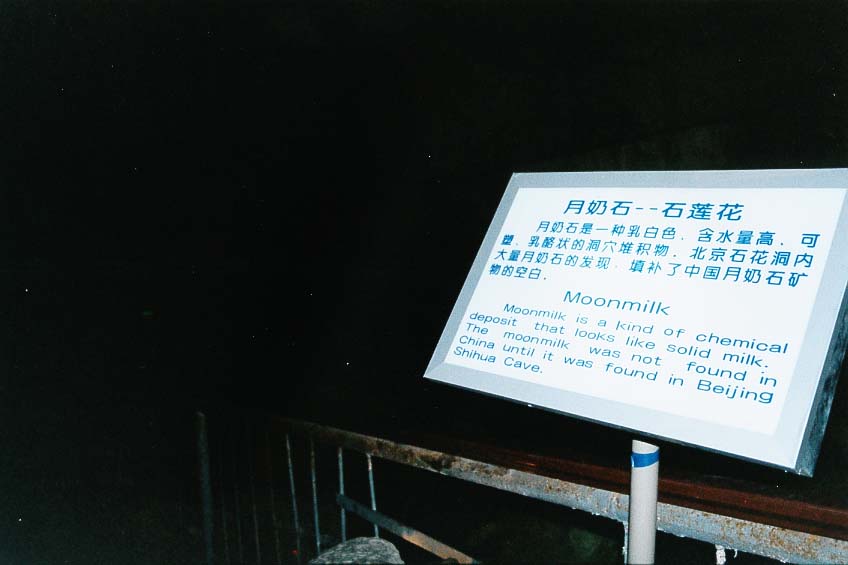 月奶石--石莲花
月奶石是一种乳白色．含水量高．可
塑．乳酪状的洞穴堆积物．北京石花洞内
大量月奶石的发现．填补了中国月奶石矿
物的空白．
Moonmilk
Moonmilk is a kind of chemical
deposit that looks like solid milk.
The moonmilk was not found in
China until it was found in Beijing
Shihua Cave.